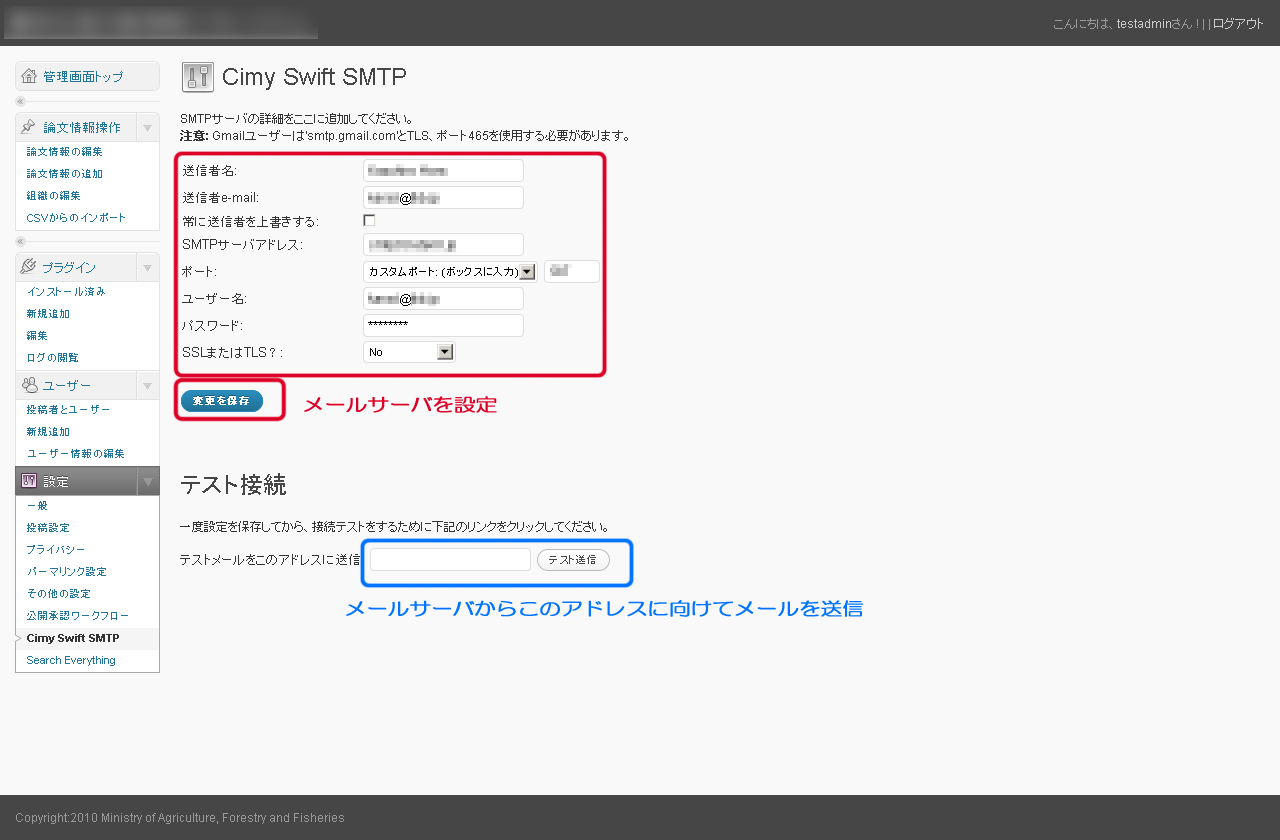 こんにちは、testadminさん！| | ログアウト
管理画面トップ
論文情報操作
論文情報の編集
論文情報の追加
組織の編集
CSVからのインポート
プラグイン
インストール済み
新規追加
編集
ログの閲覧
ユーザー
投稿者とユーザー
新規追加
ユーザー情報の編集
設定
一般
投稿設定
プライバシー
パーマリンク設定
その他の設定
公開承認ワークフロー
Cimy Swift SMTP
Search Everything
Cimy Swift SMTP
SMTPサーバの詳細をここに追加してください。
注意: Gmailユーザーは'smtp.gmail.com'とTLS、ポート465を使用する必要があります。
送信者名:
送信者e-mail: @
常に送信者を上書きする:
SMTPサーバアドレス:
ポート: カスタムポート: (ボックスに入力)
ユーザー名: @
パスワード: ********
SSLまたはTLS？: No
変更を保存 メールサーバを設定
テスト接続
一度設定を保存してから、接続テストをするために下記のリンクをクリックしてください。
テストメールをこのアドレスに送信 テスト送信
メールサーバからこのアドレスに向けてメールを送信
Copyright:2010 Ministry of Agriculture, Forestry and Fisheries